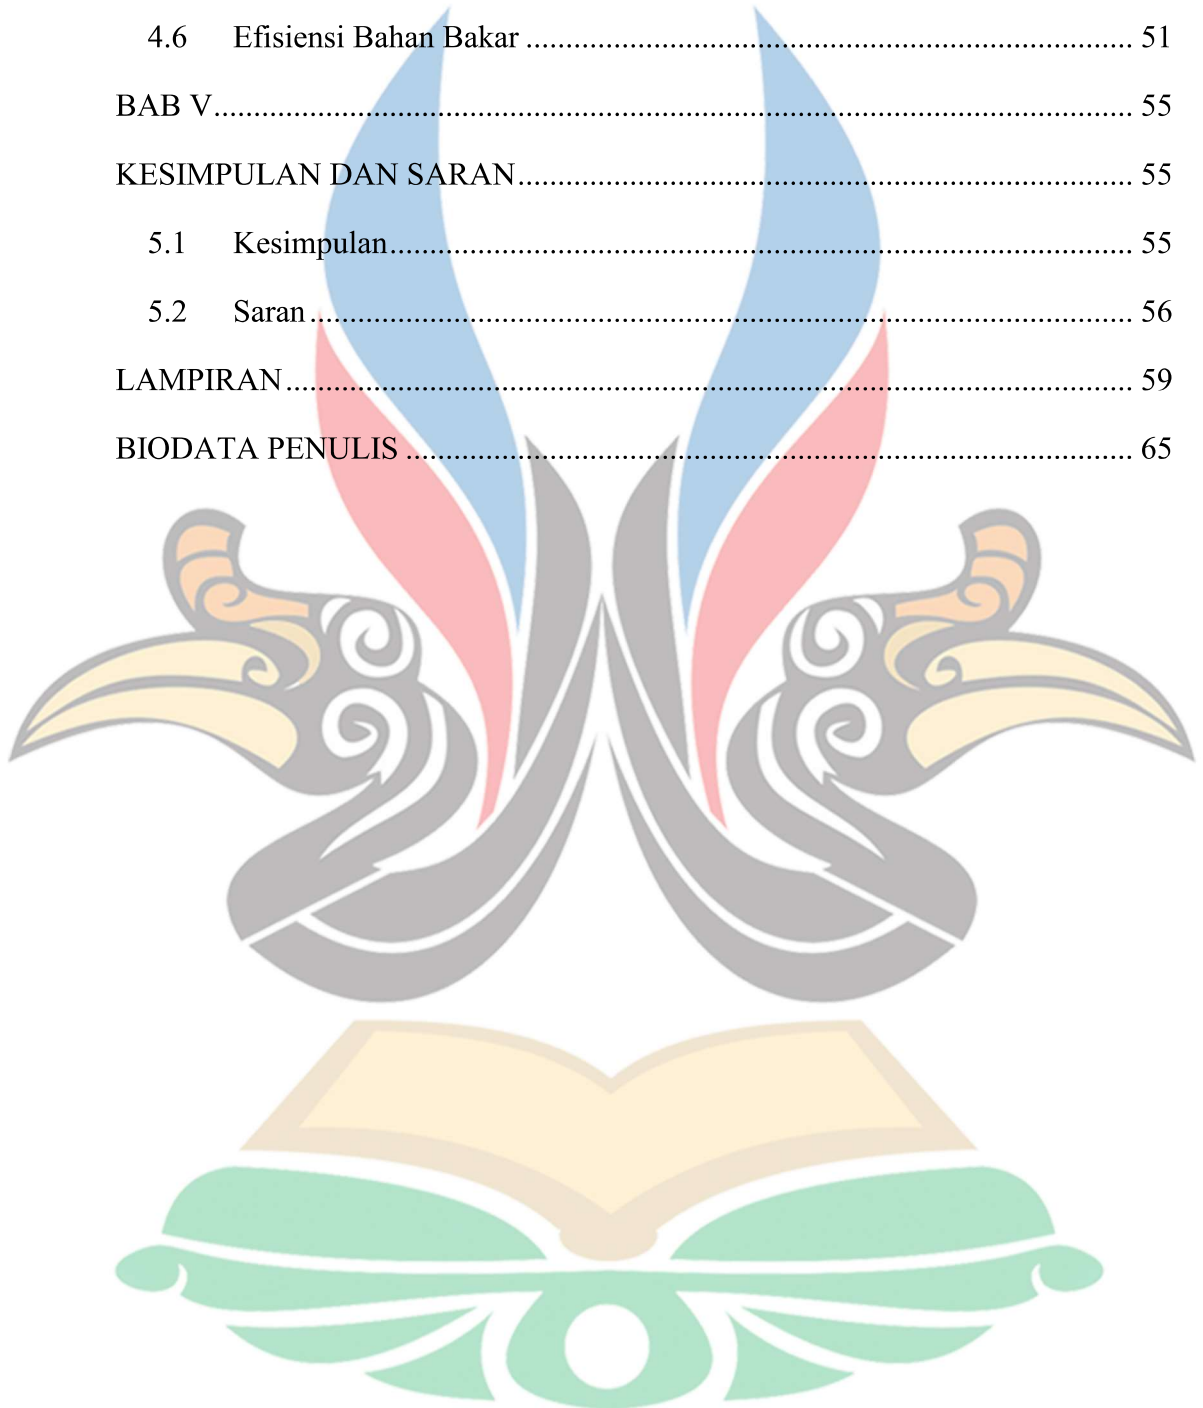 4.6 Efisiensi Bahan Bakar ............................................................................. 51
BAB V.................................................................................................................... 55
KESIMPULAN DAN SARAN.............................................................................. 55
5.1 Kesimpulan.............................................................................................. 55
5.2 Saran ........................................................................................................ 56
LAMPIRAN ........................................................................................................... 59
BIODATA PENULIS ............................................................................................ 65